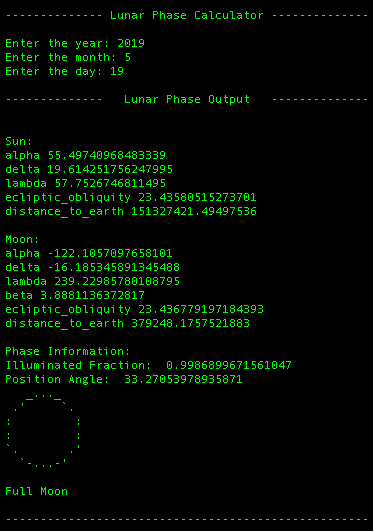 -------------- Lunar Phase Calculator --------------
Enter the year: 2019
Enter the month: 5
Enter the day: 19
--------------   Lunar Phase Output   --------------
Sun:
alpha 55.49740968483339
delta 19.614251756247995
lambda 57.7526746811495
ecliptic_obliquity 23.43580515273701
distance_to_earth 151327421.49497536
Moon:
alpha -122.1057097658101
delta -16.185345891345488
lambda 239.22985780108795
beta 3.8881136372817
ecliptic_obliquity 23.436779197184393
distance_to_earth 379248.1757521883
Phase Information:
Illuminated Fraction:  0.9986899671561047
Position Angle:  33.27053978935871
   _..._
 .'     `.
:         :
:         :
`.       .'
  `-...-'
Full Moon
----------------------------------------------------